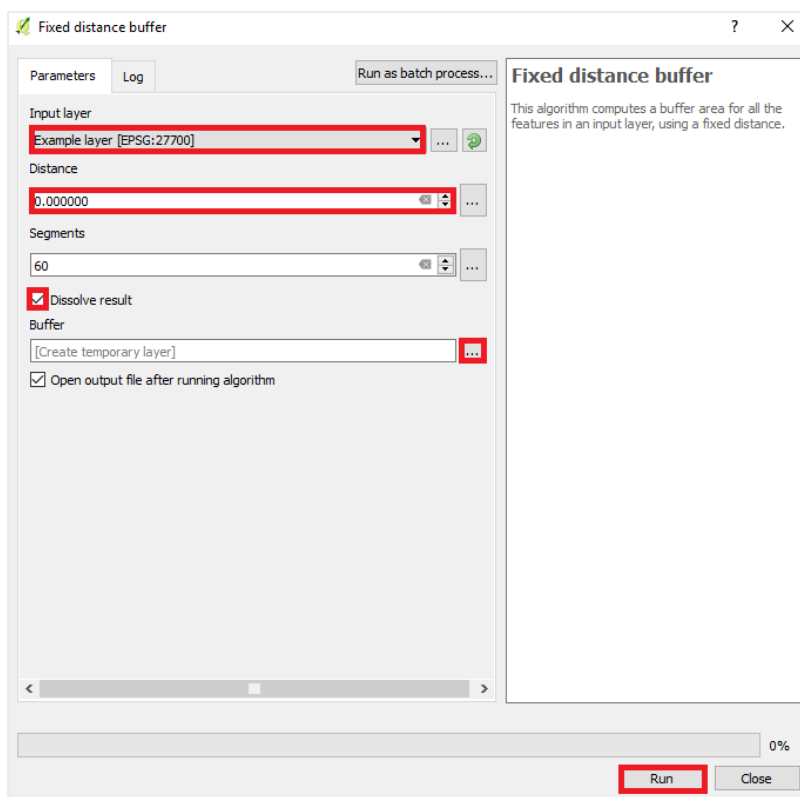 Fixed distance buffer
?
Parameters
Log
Run as batch process...
Input layer
Example layer [EPSG:27700]
...
Distance
0.000000
...
Segments
60
...
Dissolve result
Buffer
[Create temporary layer]
...
Open output file after running algorithm
Fixed distance buffer
This algorithm computes a buffer area for all the
features in an input layer, using a fixed distance.
0%
Run
Close